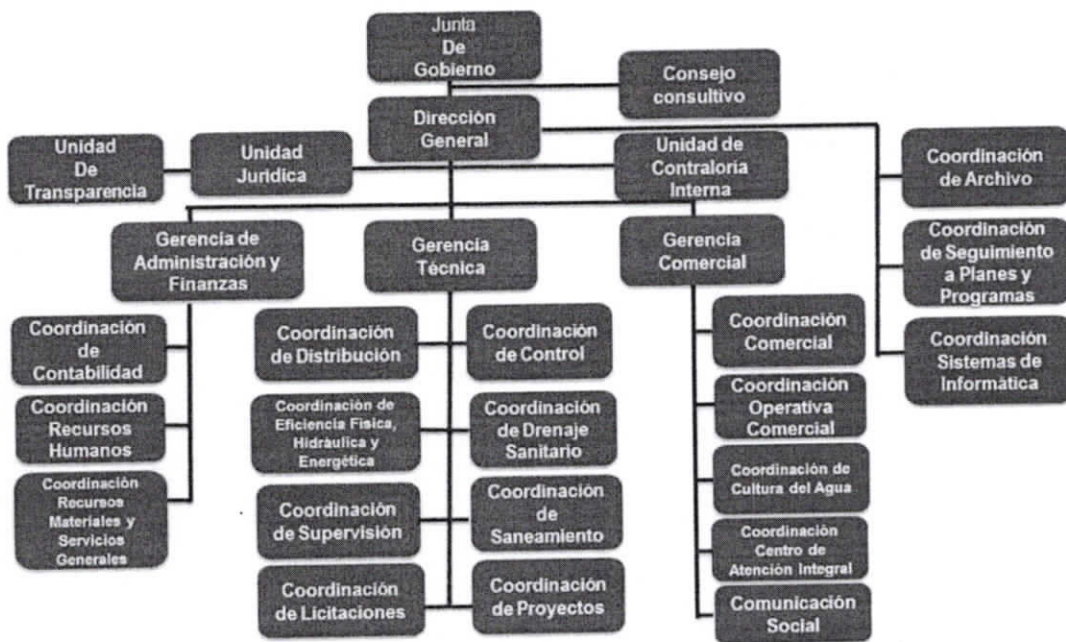 Junta
De
Gobierno
Consejo
consultivo
Dirección
General
Unidad
De
Transparencia
Unidad
Jurídica
Unidad de
Contraloría
Interna
Coordinación
de Archivo
Coordinación
de Seguimiento
a Planes y
Programas
Coordinación
Sistemas de
Informática
Gerencia de
Administración y
Finanzas
Gerencia
Técnica
Gerencia
Comercial
Coordinación
de
Contabilidad
Coordinación
Recursos
Humanos
Coordinación
Recursos
Materiales y
Servicios
Generales
Coordinación
de Distribución
Coordinación
de Control
Coordinación de
Eficiencia Física,
Hidráulica y
Energética
Coordinación
de Drenaje
Sanitario
Coordinación
de Supervisión
Coordinación
de
Saneamiento
Coordinación
de Licitaciones
Coordinación
de Proyectos
Coordinación
Comercial
Coordinación
Operativa
Comercial
Coordinación de
Cultura del Agua
Coordinación
Centro de
Atención Integral
Comunicación
Social